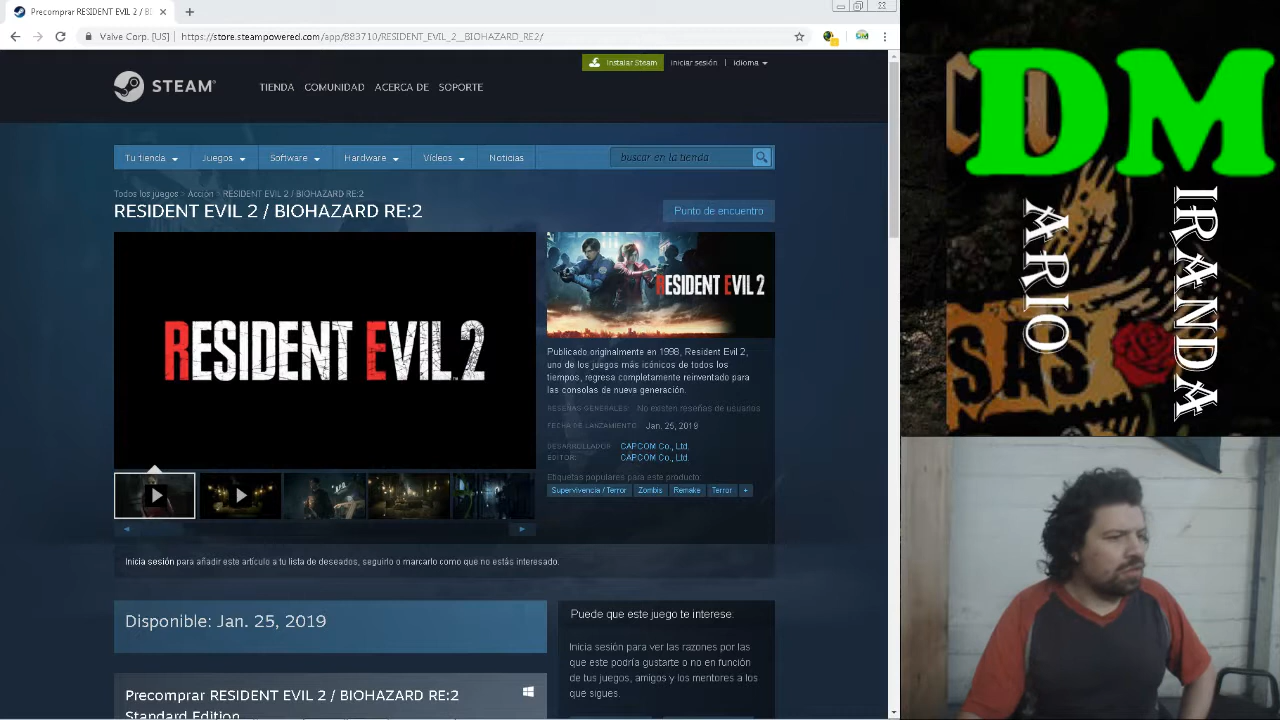 Precomprar RESIDENT EVIL 2 / BI
Valve Corp. [US] | https://store.steampowered.com/app/883710/RESIDENT_EVIL_2__BIOHAZARD_RE2/
Instalar Steam | iniciar sesión | idioma
STEAM®
TIENDA COMUNIDAD ACERCA DE SOPORTE
Tu tienda Juegos Software Hardware Vídeos Noticias buscar en la tienda
Todos los juegos > Acción > RESIDENT EVIL 2 / BIOHAZARD RE:2
RESIDENT EVIL 2 / BIOHAZARD RE:2
Punto de encuentro
RESIDENT EVIL 2
RESIDENT EVIL 2
Publicado originalmente en 1998, Resident Evil 2,
uno de los juegos más icónicos de todos los
tiempos, regresa completamente reinventado para
las consolas de nueva generación.
RESEÑAS GENERALES: No existen reseñas de usuarios
FECHA DE LANZAMIENTO: Jan. 25, 2019
DESARROLLADOR: CAPCOM Co., Ltd.
EDITOR: CAPCOM Co., Ltd.
Etiquetas populares para este producto:
Supervivencia / Terror Zombis Remake Terror +
Inicia sesión para añadir este artículo a tu lista de deseados, seguirlo o marcarlo como que no estás interesado.
Disponible: Jan. 25, 2019
Precomprar RESIDENT EVIL 2 / BIOHAZARD RE:2
Standard Edition
Puede que este juego te interese:
Inicia sesión para ver las razones por las
que este podría gustarte o no en función
de tus juegos, amigos y los mentores a los
que sigues.
DM
ARIO
IRANDA
SAS